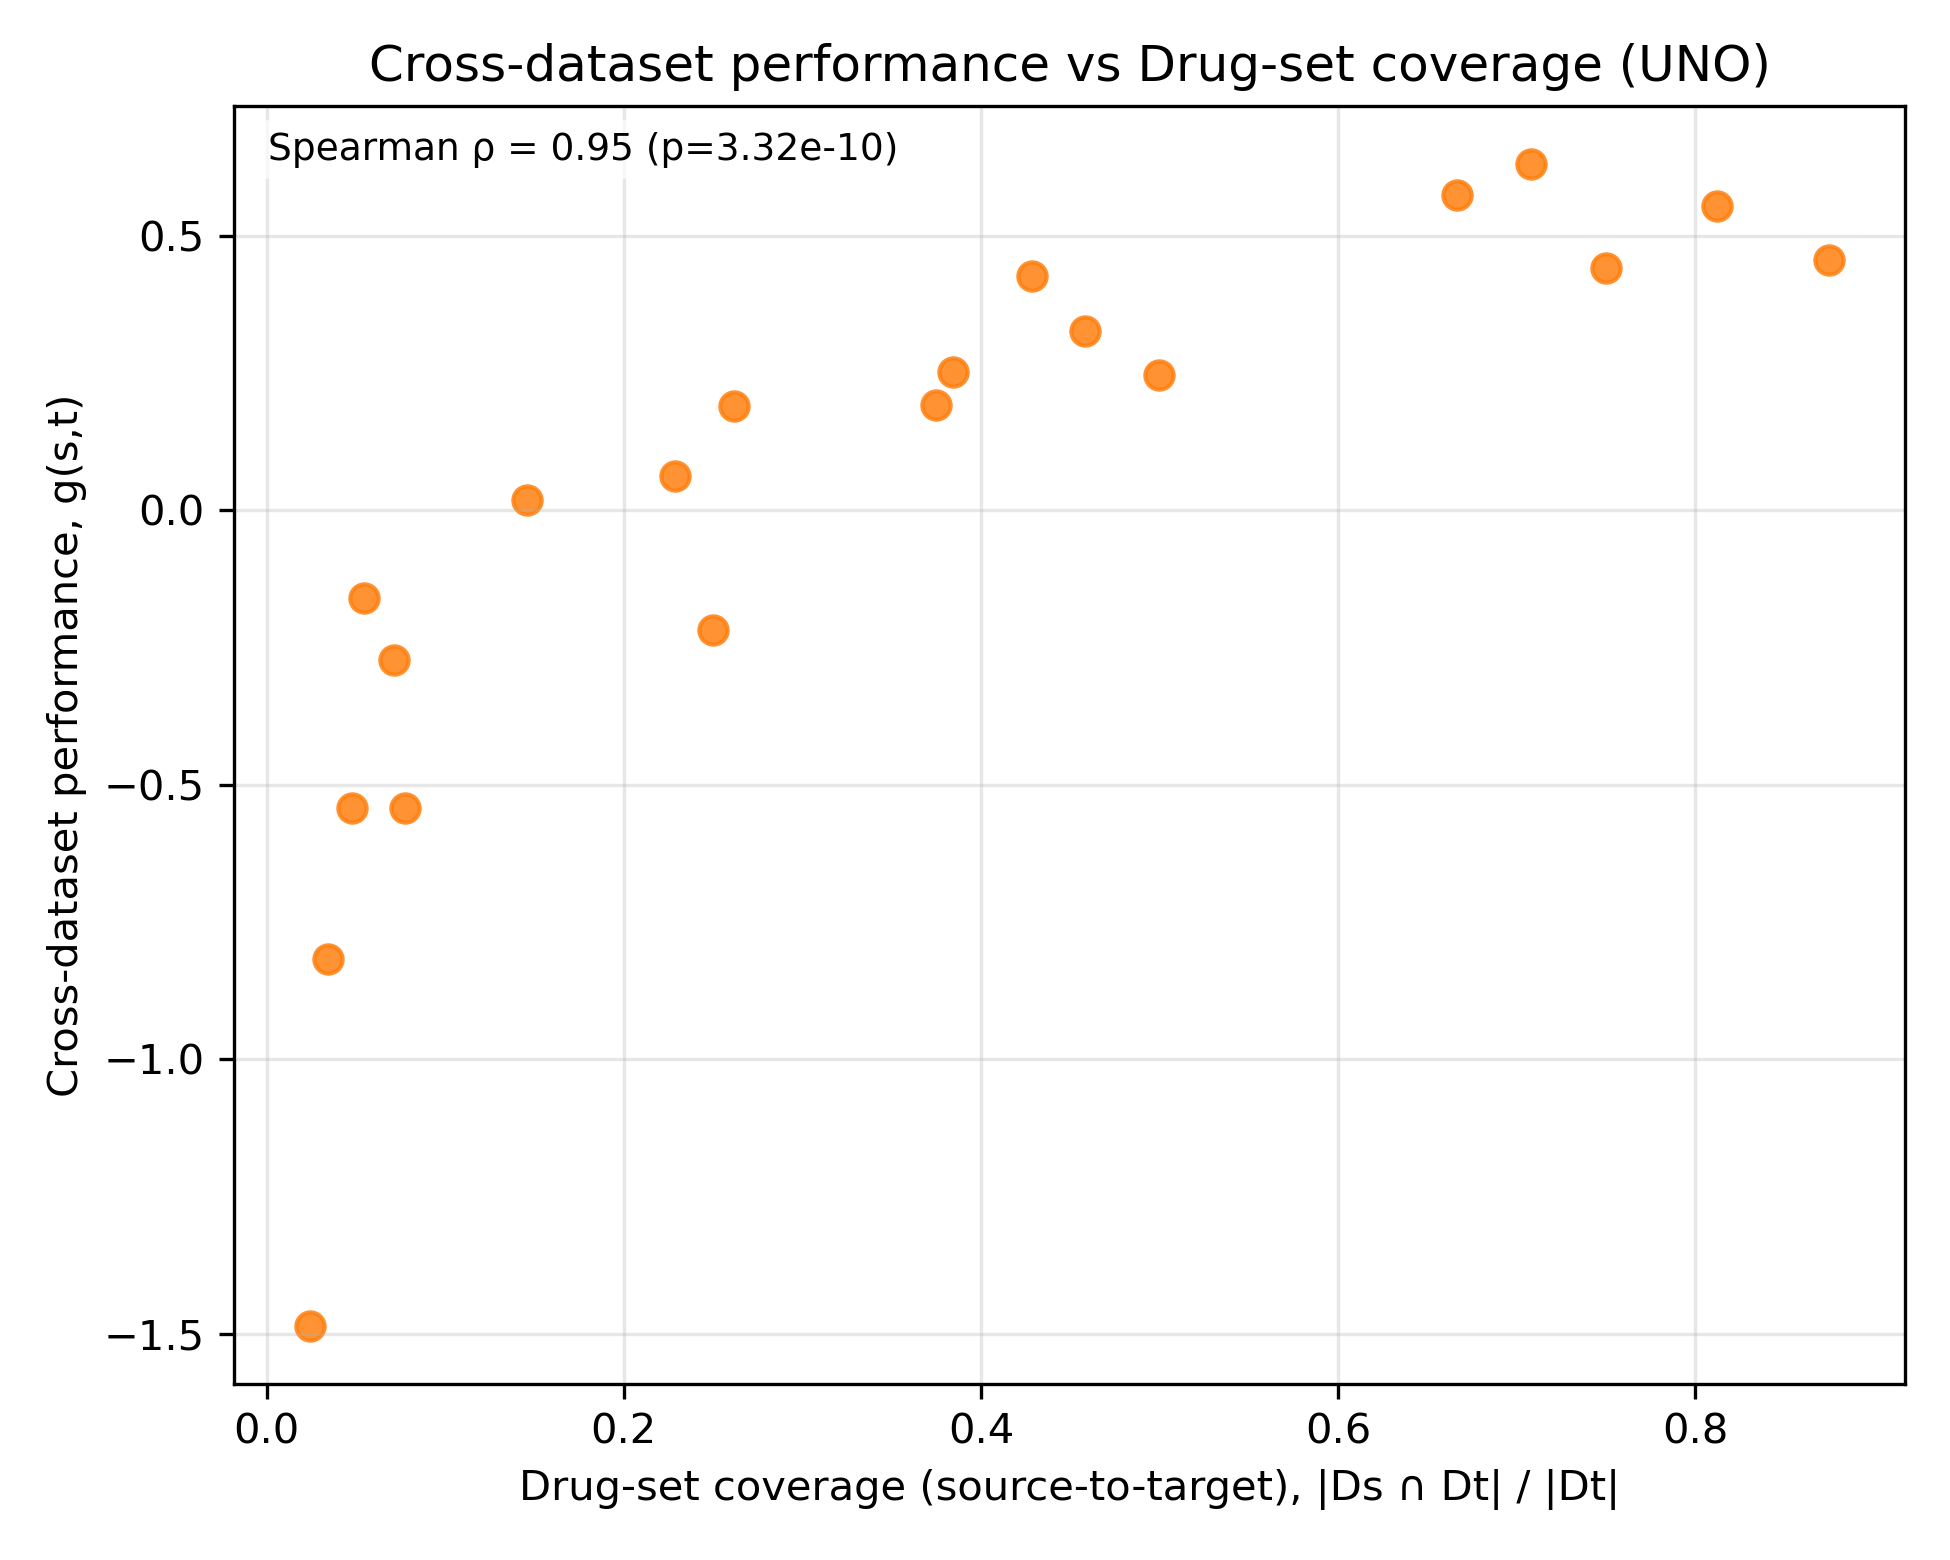 Cross-dataset performance vs Drug-set coverage (UNO)
Spearman ρ = 0.95 (p=3.32e-10)
Cross-dataset performance, g(s,t)
0.5
0.0
−0.5
−1.0
−1.5
0.0 0.2 0.4 0.6 0.8
Drug-set coverage (source-to-target), |Ds ∩ Dt| / |Dt|